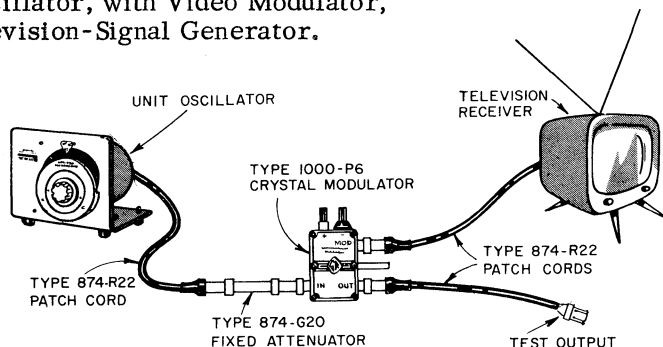 cillator, with Video Modulator,
evision-Signal Generator.
UNIT OSCILLATOR
TELEVISION
RECEIVER
TYPE 1000-P6
CRYSTAL MODULATOR
MOD
TYPE 874-R22
PATCH CORD
IN OUT
TYPE 874-R22
PATCH CORDS
TYPE 874-G20
FIXED ATTENUATOR
TEST OUTPUT